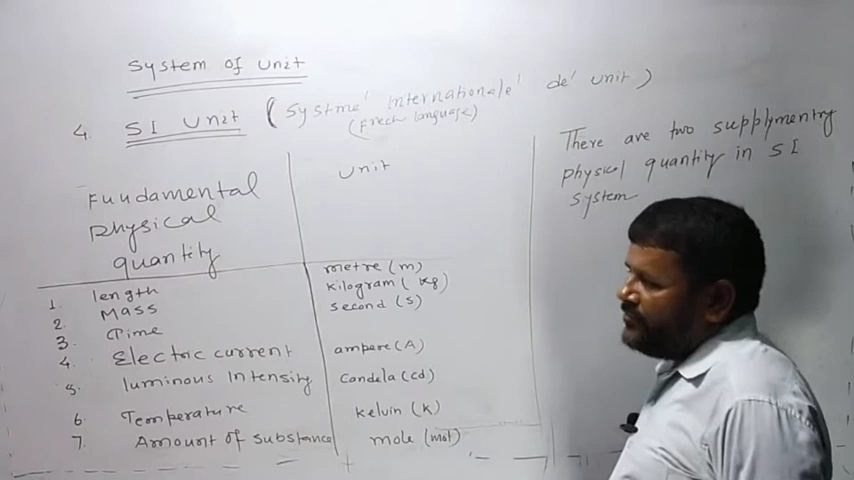 System of unit
4. SI Unit (Systme' internationale' de' unit)
(frech language)
Fundamental
physical
quantity
unit
1. length metre (m)
2. Mass kilogram (kg)
3. Time second (s)
4. Electric current ampere (A)
5. luminous Intensity candela (cd)
6. Temperature kelvin (k)
7. Amount of substance mole (mol)
There are two supplymentry
physical quantity in SI
system